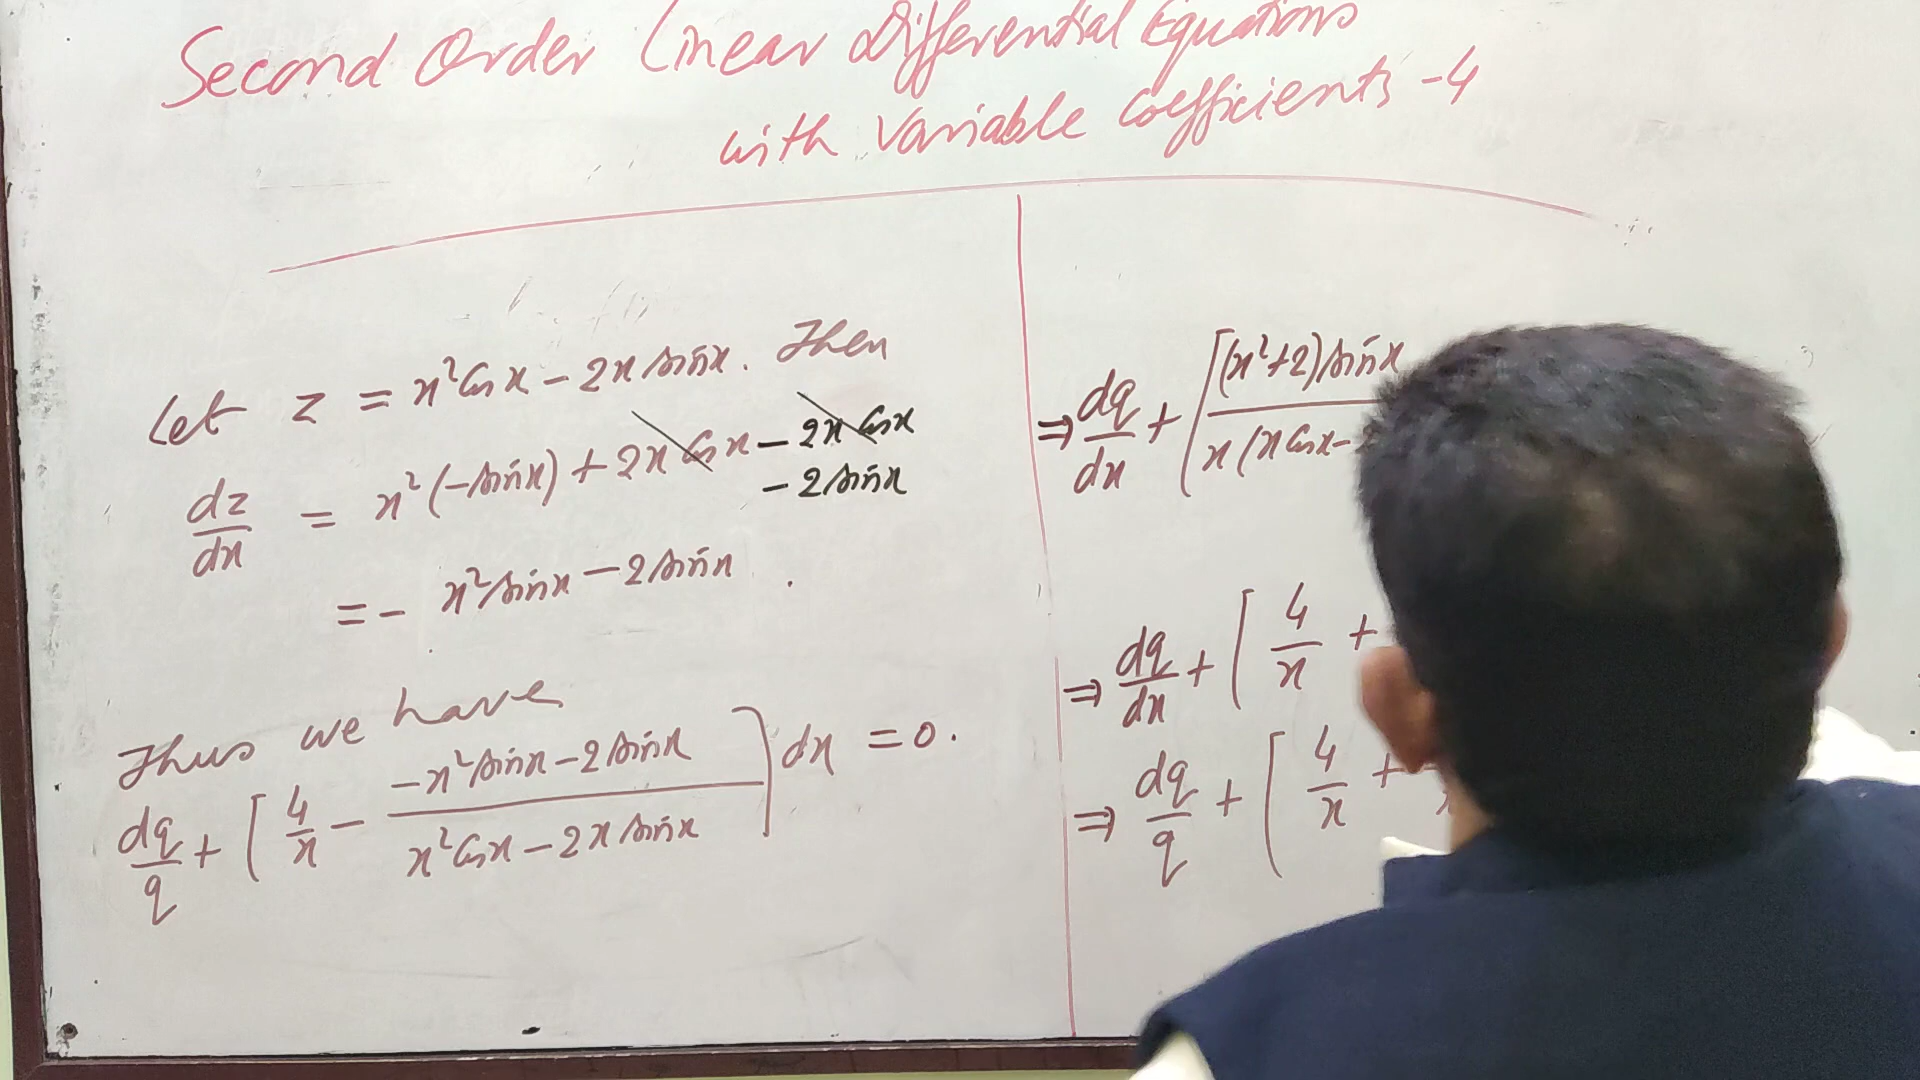 Second Order Linear Differential Equations
with variable coefficients -4
Let z = x² Cos x - 2x sin x. Then
dz/dx = x² (-sin x) + 2x Cos x - 2x Cos x
- 2 sin x
= - x² sin x - 2 sin x .
Thus we have
dq/q + [ 4/x - (-x² sin x - 2 sin x)/(x² Cos x - 2x sin x) ] dx = 0.
⇒ dq/dx + [ [(x²+2) sin x / x (x Cos x -
⇒ dq/dx + [ 4/x +
⇒ dq/q + [ 4/x +